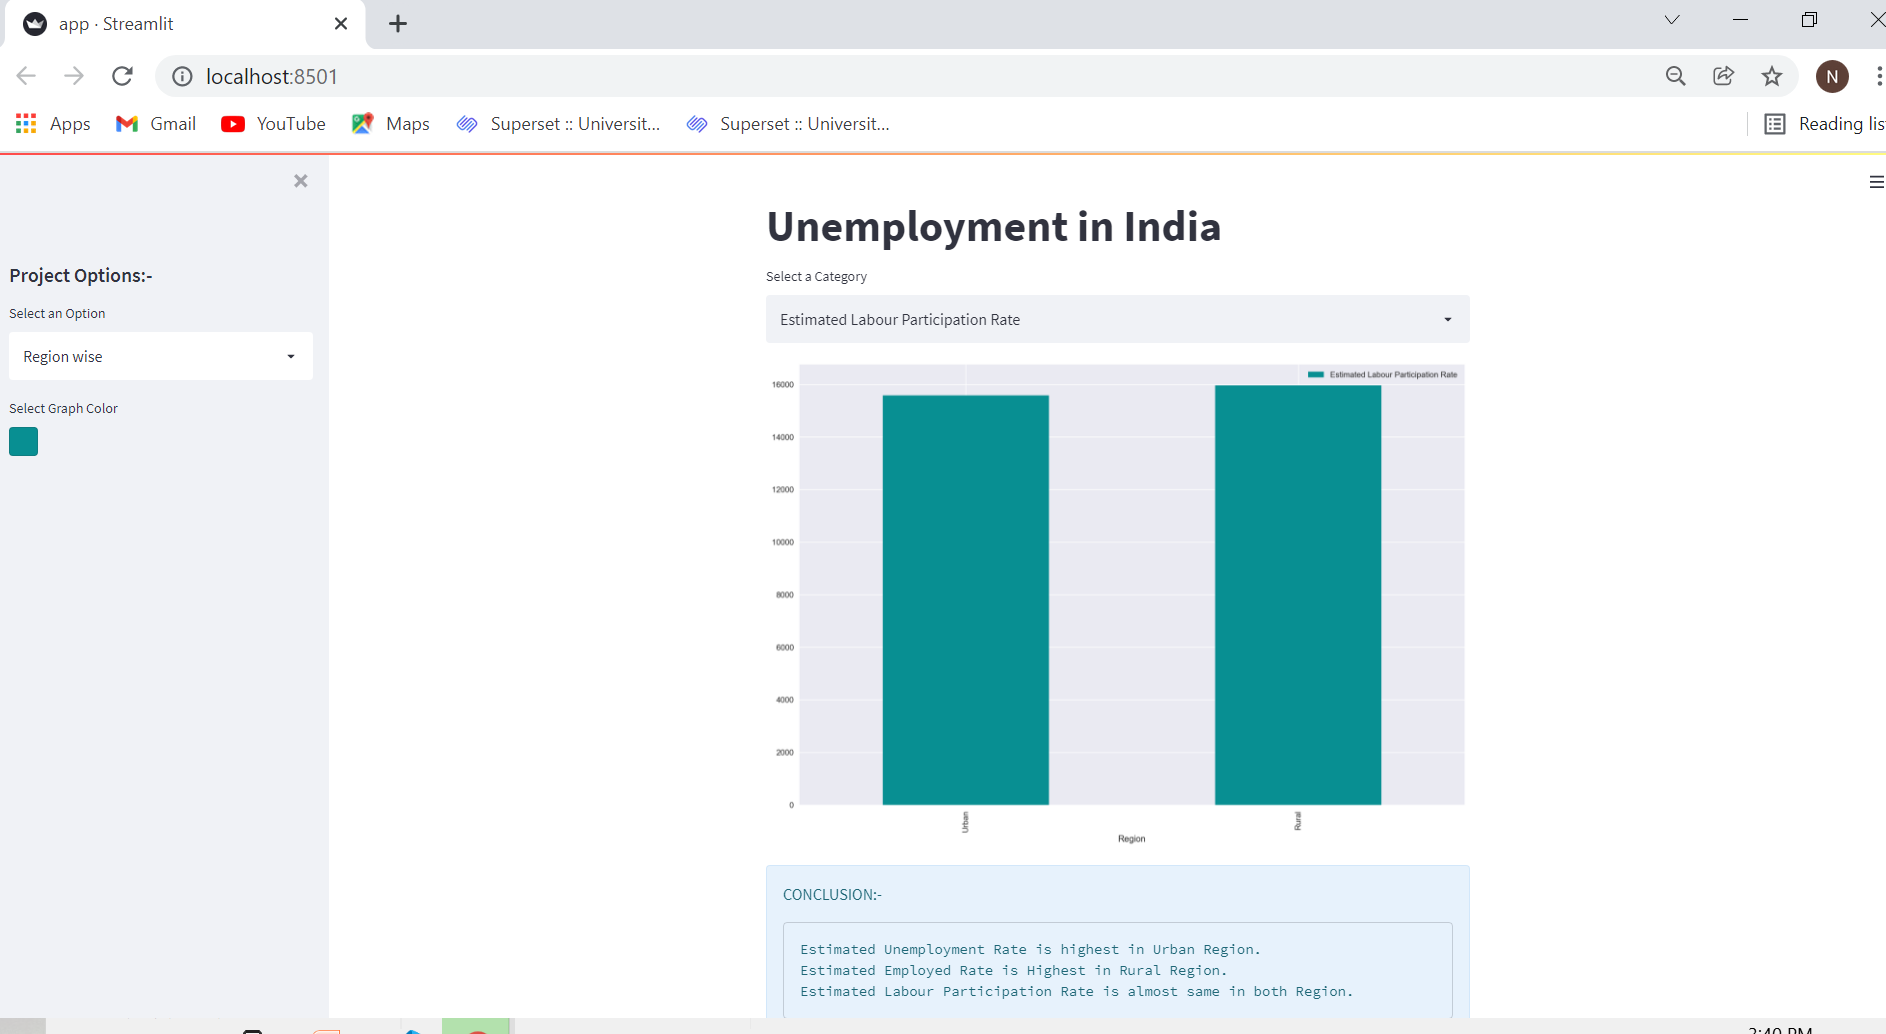 app · Streamlit
localhost:8501
N
Apps
Gmail
YouTube
Maps
Superset :: Universit...
Superset :: Universit...
Reading lis
Project Options:-
Select an Option
Region wise
Select Graph Color
Unemployment in India
Select a Category
Estimated Labour Participation Rate
Estimated Labour Participation Rate
16000
14000
12000
10000
8000
6000
4000
2000
0
Urban
Rural
Region
CONCLUSION:-
Estimated Unemployment Rate is highest in Urban Region.
Estimated Employed Rate is Highest in Rural Region.
Estimated Labour Participation Rate is almost same in both Region.